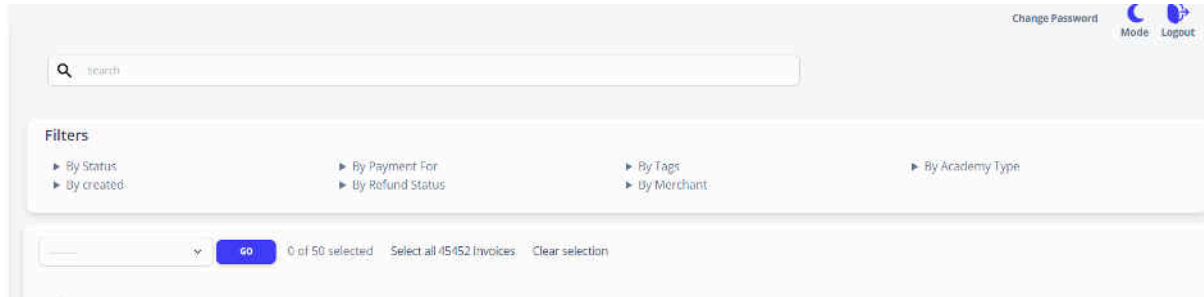 Change Password
Mode Logout
search
Filters
By Status By Payment For By Tags By Academy Type
By created By Refund Status By Merchant
GO 0 of 50 selected Select all 45452 Invoices Clear selection